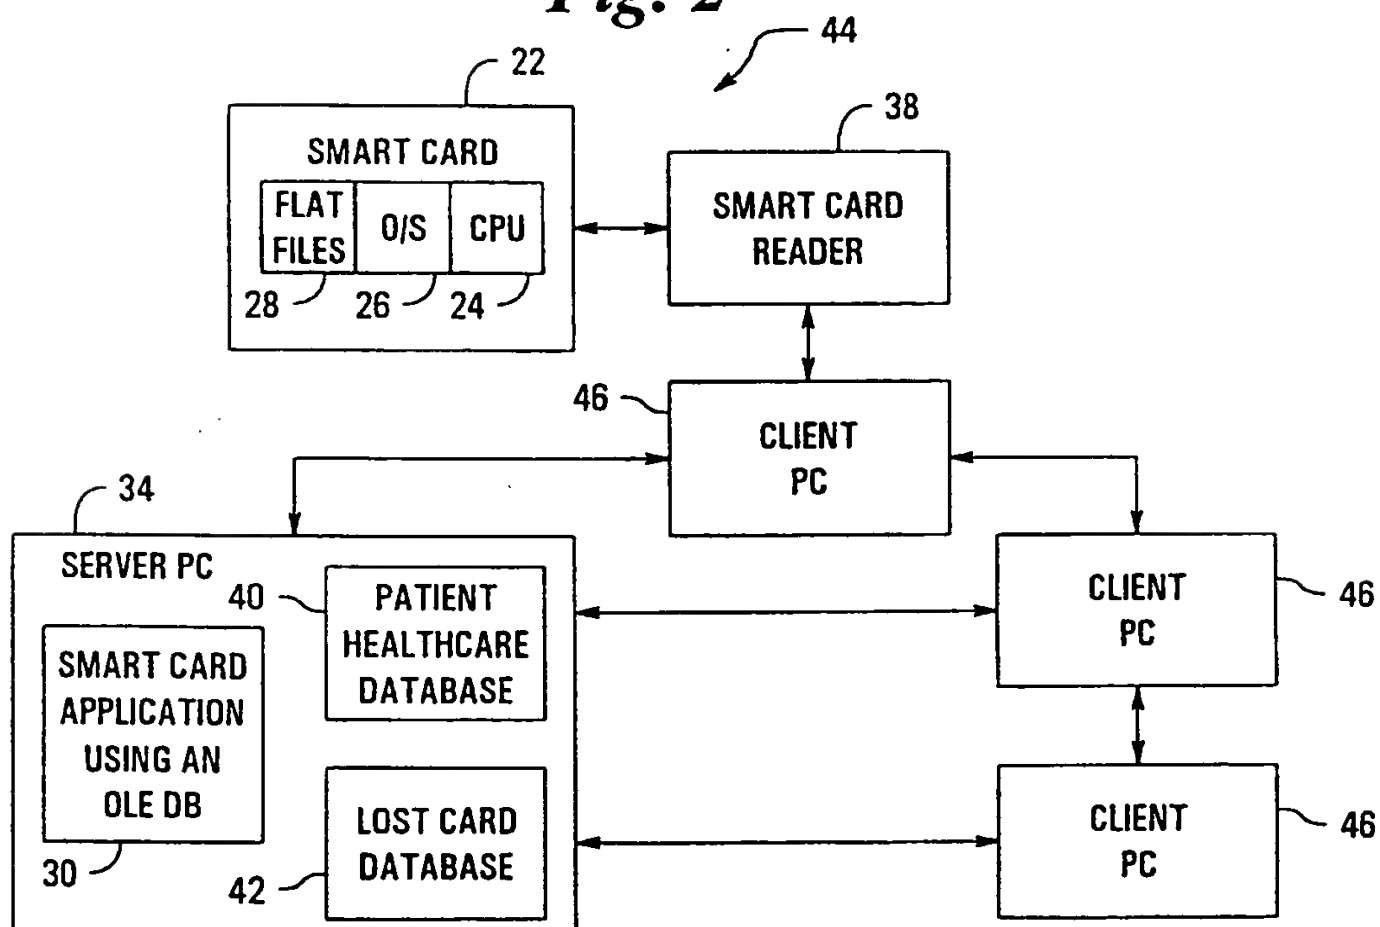 Fig. 2
44
22
38
SMART CARD
FLAT
FILES
O/S
CPU
28
26
24
SMART CARD
READER
46
CLIENT
PC
34
SERVER PC
40
PATIENT
HEALTHCARE
DATABASE
CLIENT
PC
46
SMART CARD
APPLICATION
USING AN
OLE DB
30
LOST CARD
DATABASE
42
CLIENT
PC
46